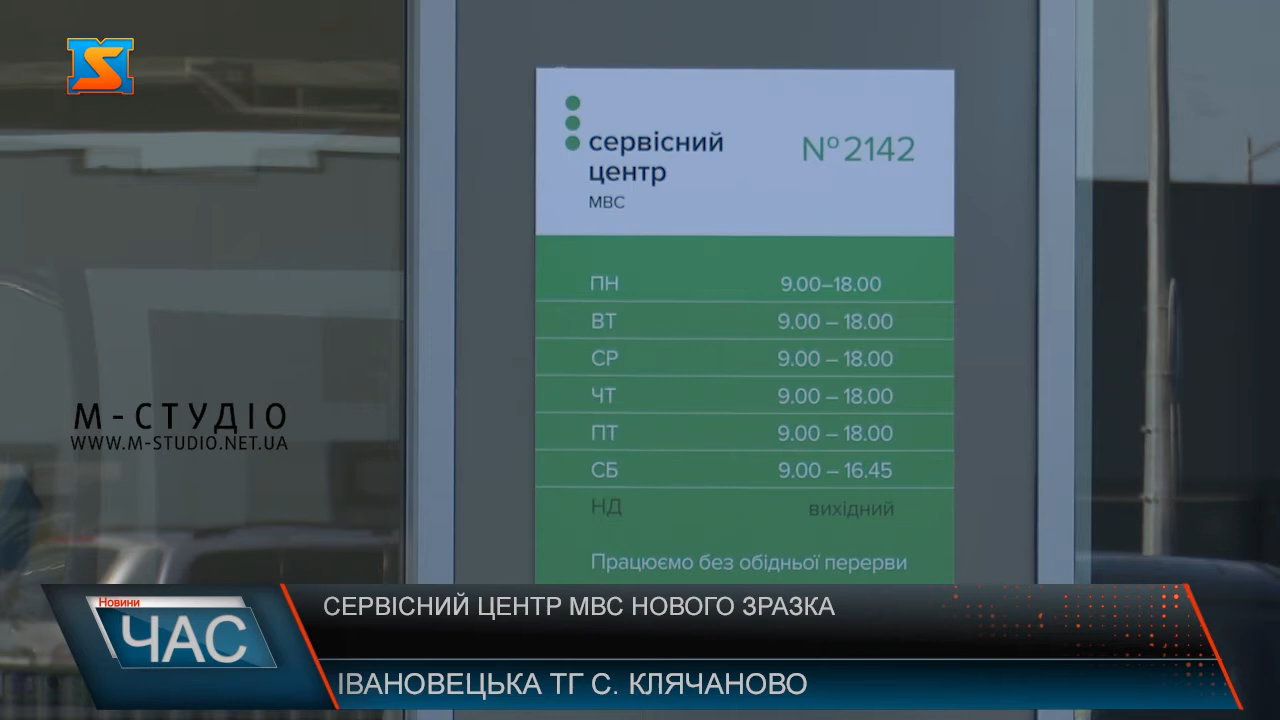 сервісний
центр
МВС
№ 2142
ПН 9.00–18.00
ВТ 9.00 – 18.00
СР 9.00 – 18.00
ЧТ 9.00 – 18.00
ПТ 9.00 – 18.00
СБ 9.00 – 16.45
НД вихідний
Працюємо без обідньої перерви
М-СТУДІО
WWW.M-STUDIO.NET.UA
Новини
ЧАС
СЕРВІСНИЙ ЦЕНТР МВС НОВОГО ЗРАЗКА
ІВАНОВЕЦЬКА ТГ С. КЛЯЧАНОВО